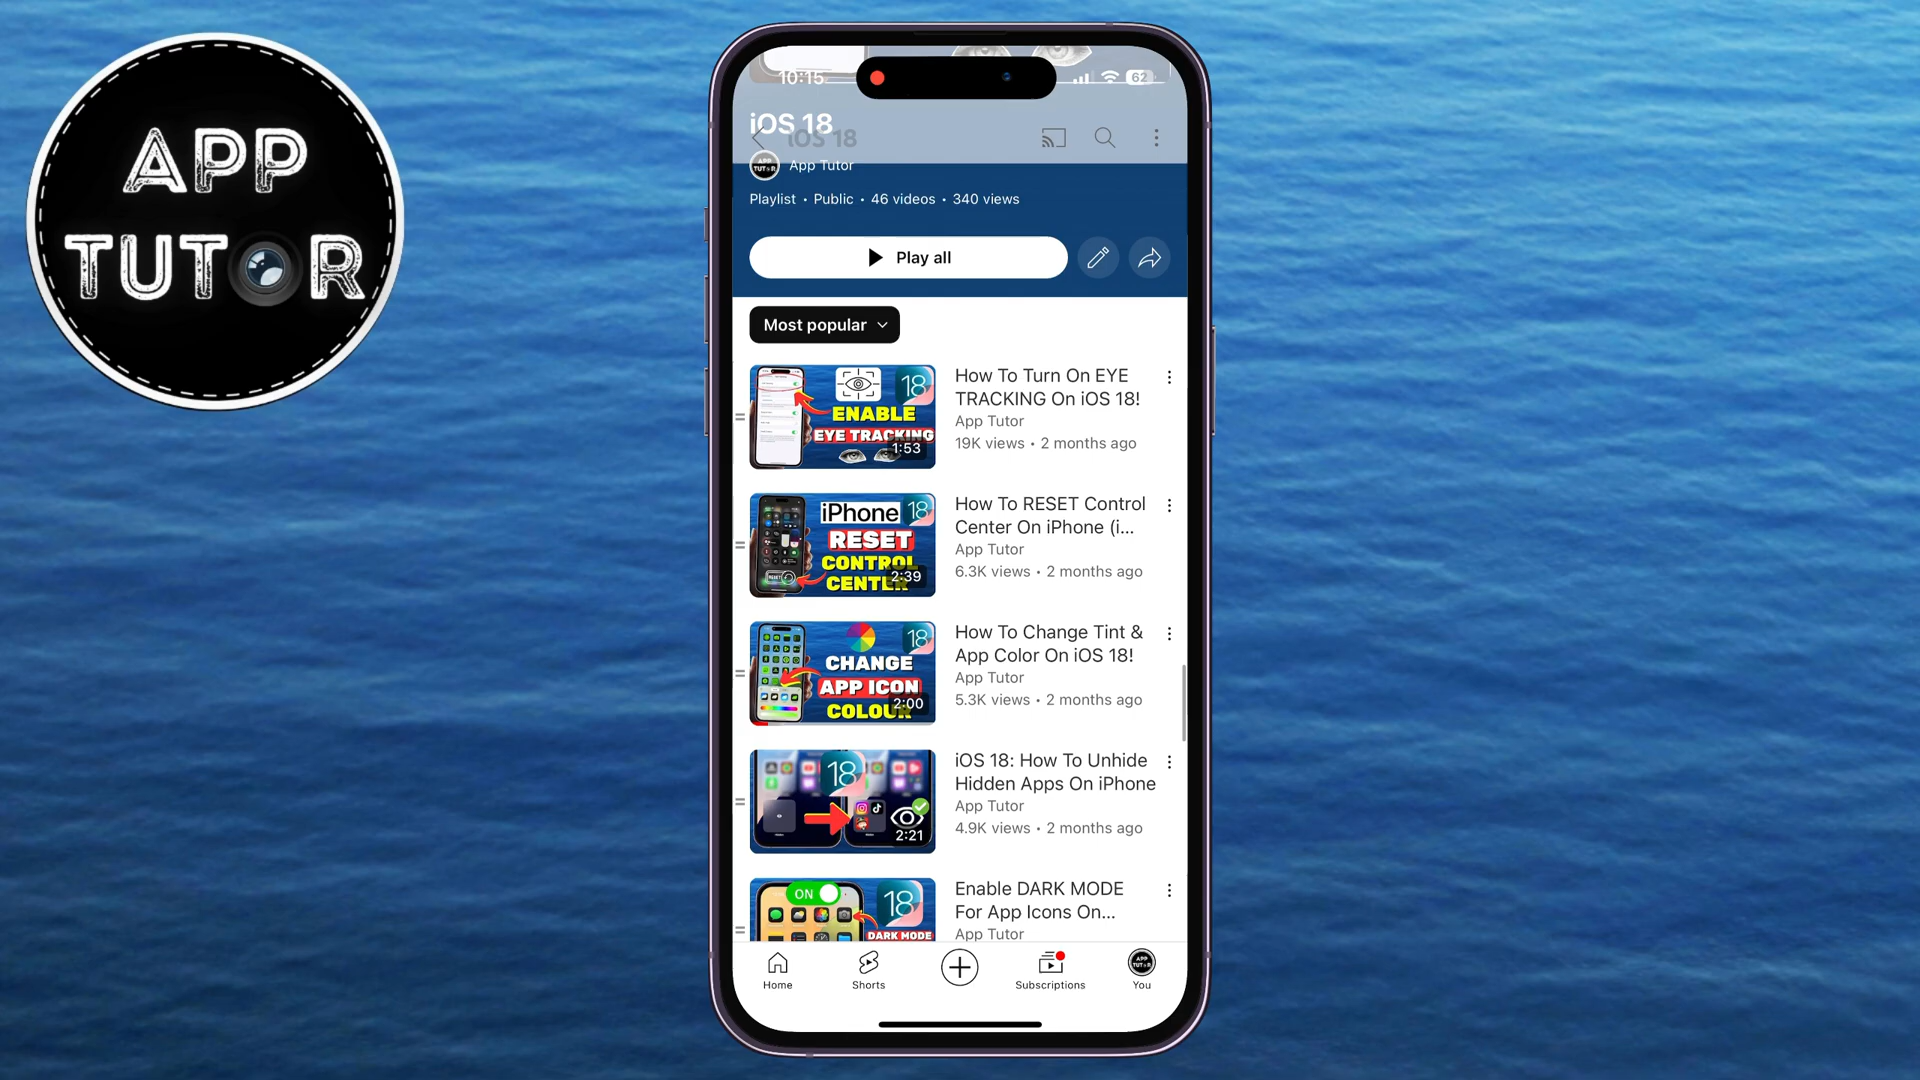 APP
TUTOR
10:15
62
iOS 18
iOS 18
APP
TUTOR
App Tutor
Playlist • Public • 46 videos • 340 views
Play all
Most popular
18
ENABLE
EYE TRACKING
1:53
How To Turn On EYE
TRACKING On iOS 18!
App Tutor
19K views • 2 months ago
iPhone 18
RESET
CONTROL
CENTER
RESET
2:39
How To RESET Control
Center On iPhone (i...
App Tutor
6.3K views • 2 months ago
18
CHANGE
APP ICON
COLOUR
2:00
How To Change Tint &
App Color On iOS 18!
App Tutor
5.3K views • 2 months ago
18
2:21
iOS 18: How To Unhide
Hidden Apps On iPhone
App Tutor
4.9K views • 2 months ago
ON
18
DARK MODE
Enable DARK MODE
For App Icons On...
App Tutor
Home
Shorts
Subscriptions
APP
TUTOR
You